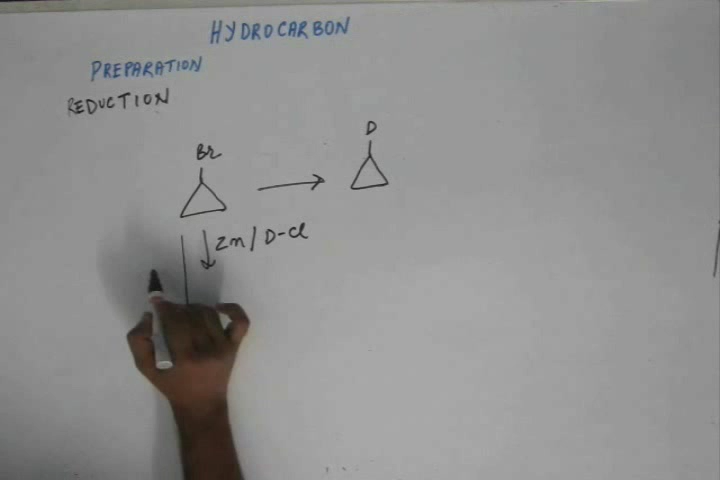 HYDROCARBON
PREPARATION
REDUCTION
D
Br
Zn/D-Cl